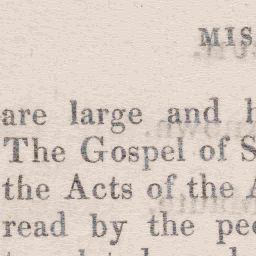 MIS
are large and h
The Gospel of S
the Acts of the A
read by the peo